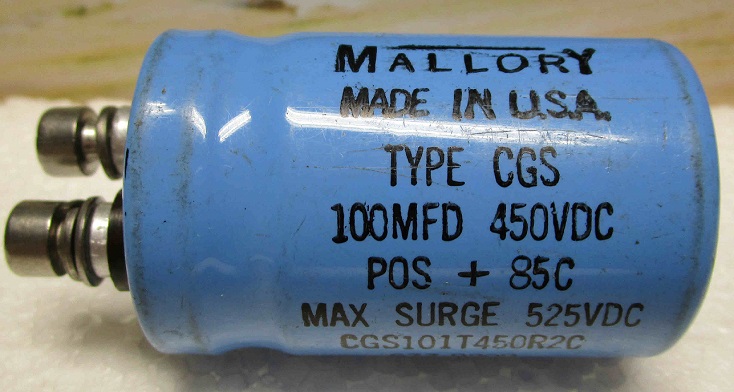 MALLORY
MADE IN U.S.A.
TYPE CGS
100MFD 450VDC
POS + 85C
MAX SURGE 525VDC
CGS101T450R2C